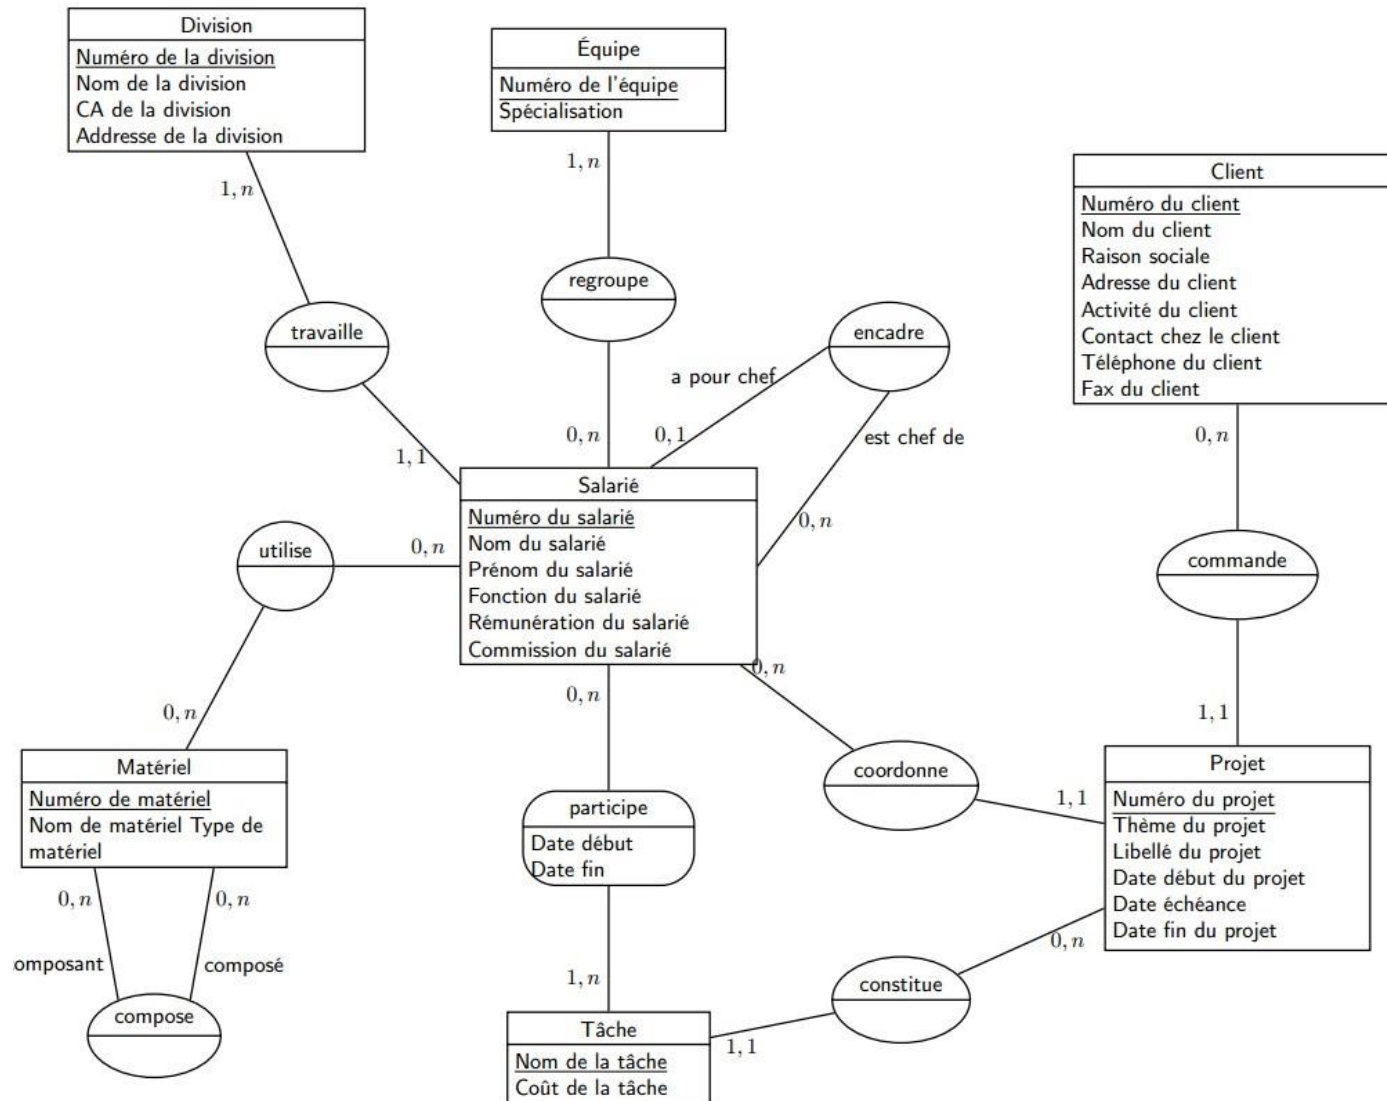 Division
Numéro de la division
Nom de la division
CA de la division
Addresse de la division
Équipe
Numéro de l'équipe
Spécialisation
1, n
1, n
Client
Numéro du client
Nom du client
Raison sociale
Adresse du client
Activité du client
Contact chez le client
Téléphone du client
Fax du client
regroupe
travaille
encadre
a pour chef
0, n
0, 1
est chef de
0, n
1, 1
Salarié
Numéro du salarié
Nom du salarié
Prénom du salarié
Fonction du salarié
Rémunération du salarié
Commission du salarié
0, n
0, n
utilise
commande
0, n
0, n
0, n
1, 1
Matériel
Numéro de matériel
Nom de matériel Type de
matériel
coordonne
1, 1
Projet
Numéro du projet
Thème du projet
Libellé du projet
Date début du projet
Date échéance
Date fin du projet
participe
Date début
Date fin
0, n
0, n
omposant
composé
compose
0, n
constitue
1, n
1, 1
Tâche
Nom de la tâche
Coût de la tâche